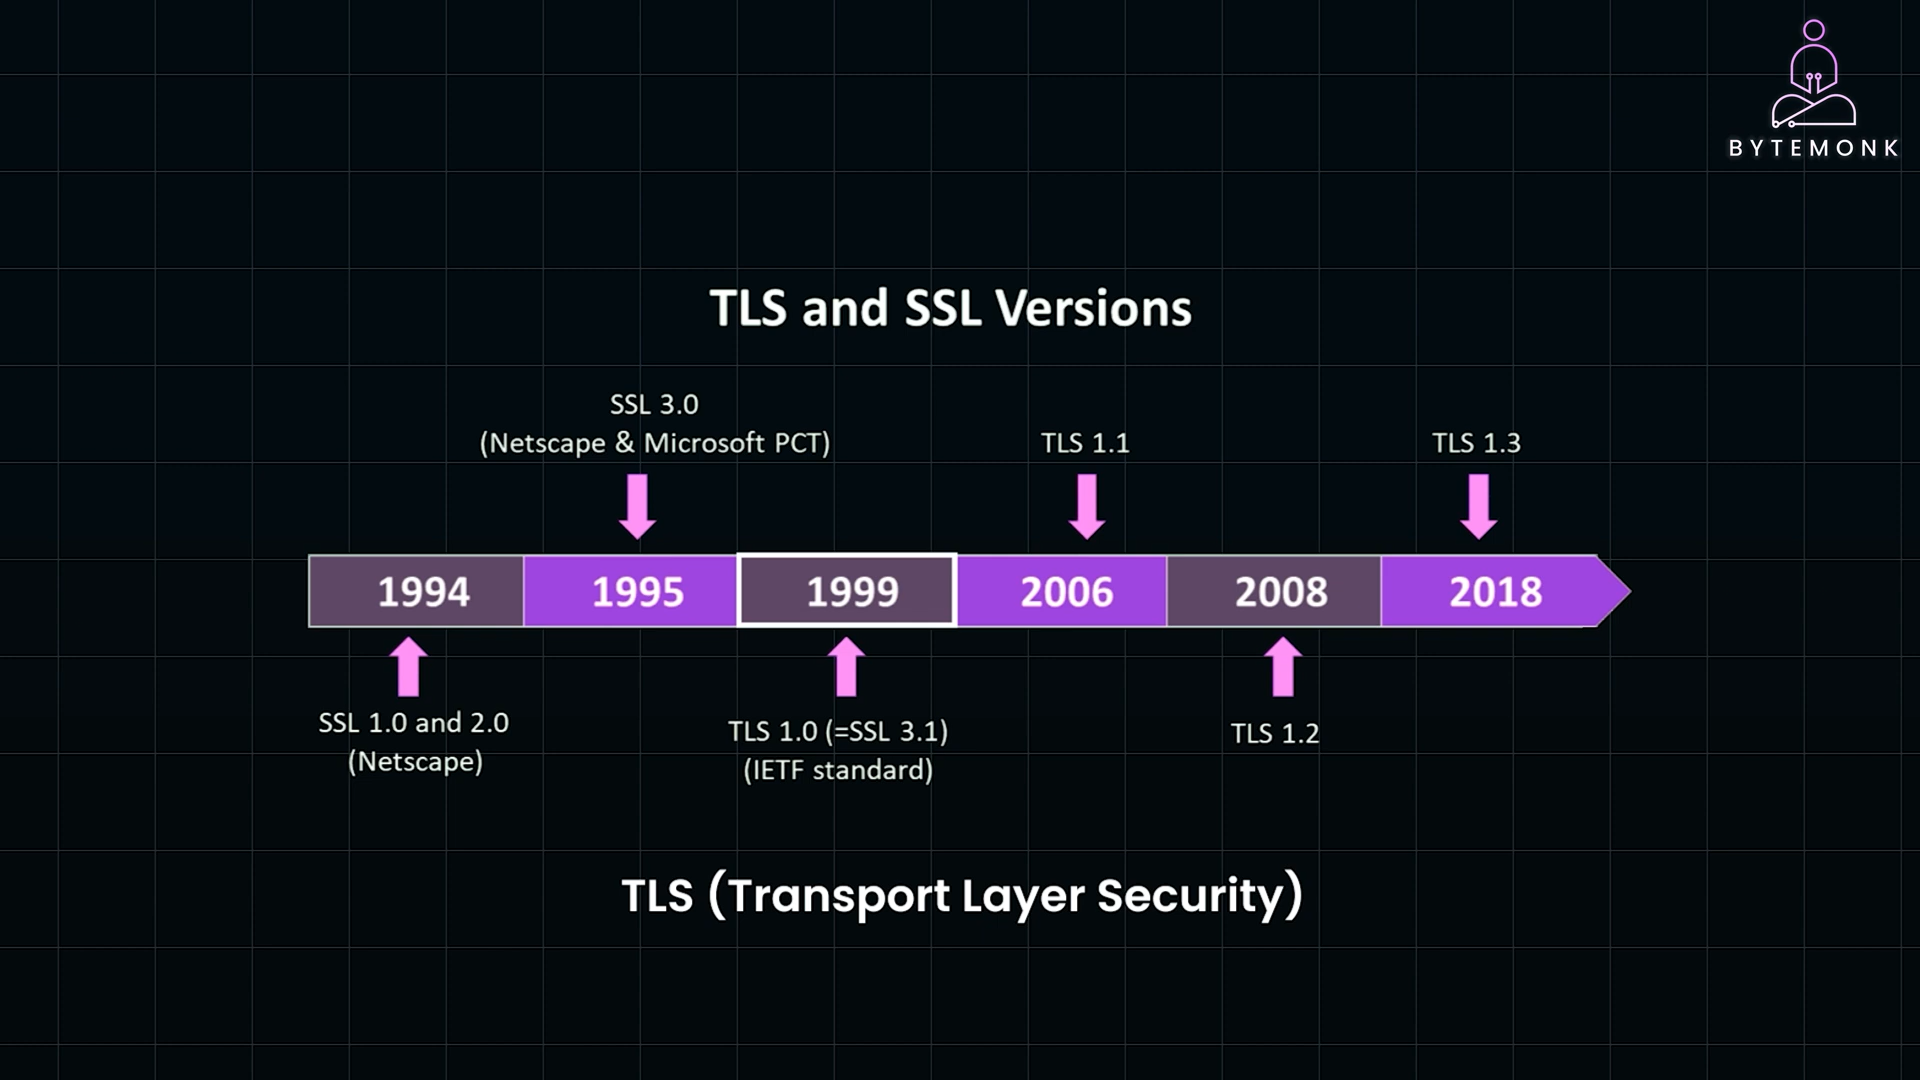 BYTEMONK
TLS and SSL Versions
SSL 3.0
(Netscape & Microsoft PCT)
TLS 1.1
TLS 1.3
1994
1995
1999
2006
2008
2018
SSL 1.0 and 2.0
(Netscape)
TLS 1.0 (=SSL 3.1)
(IETF standard)
TLS 1.2
TLS (Transport Layer Security)